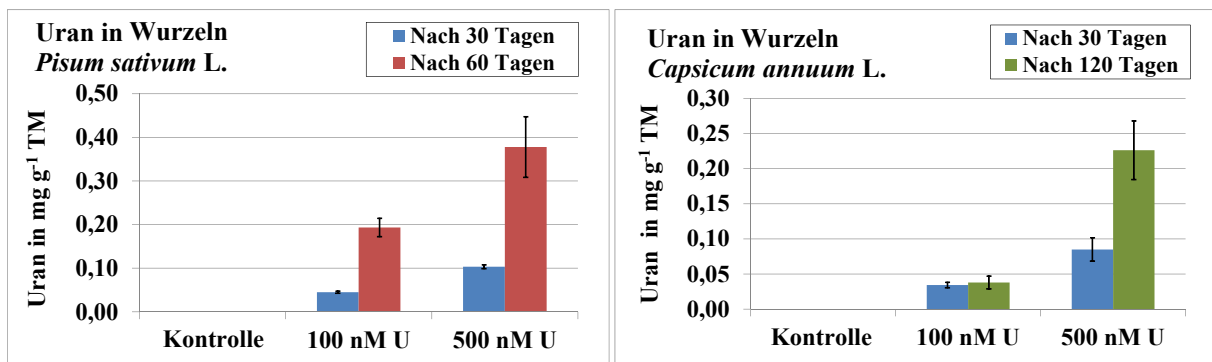 Uran in Wurzeln
Pisum sativum L.
Nach 30 Tagen
Nach 60 Tagen
Uran in mg g-1 TM
0,50
0,40
0,30
0,20
0,10
0,00
Kontrolle
100 nM U
500 nM U
Uran in Wurzeln
Capsicum annuum L.
Nach 30 Tagen
Nach 120 Tagen
Uran in mg g-1 TM
0,30
0,25
0,20
0,15
0,10
0,05
0,00
Kontrolle
100 nM U
500 nM U